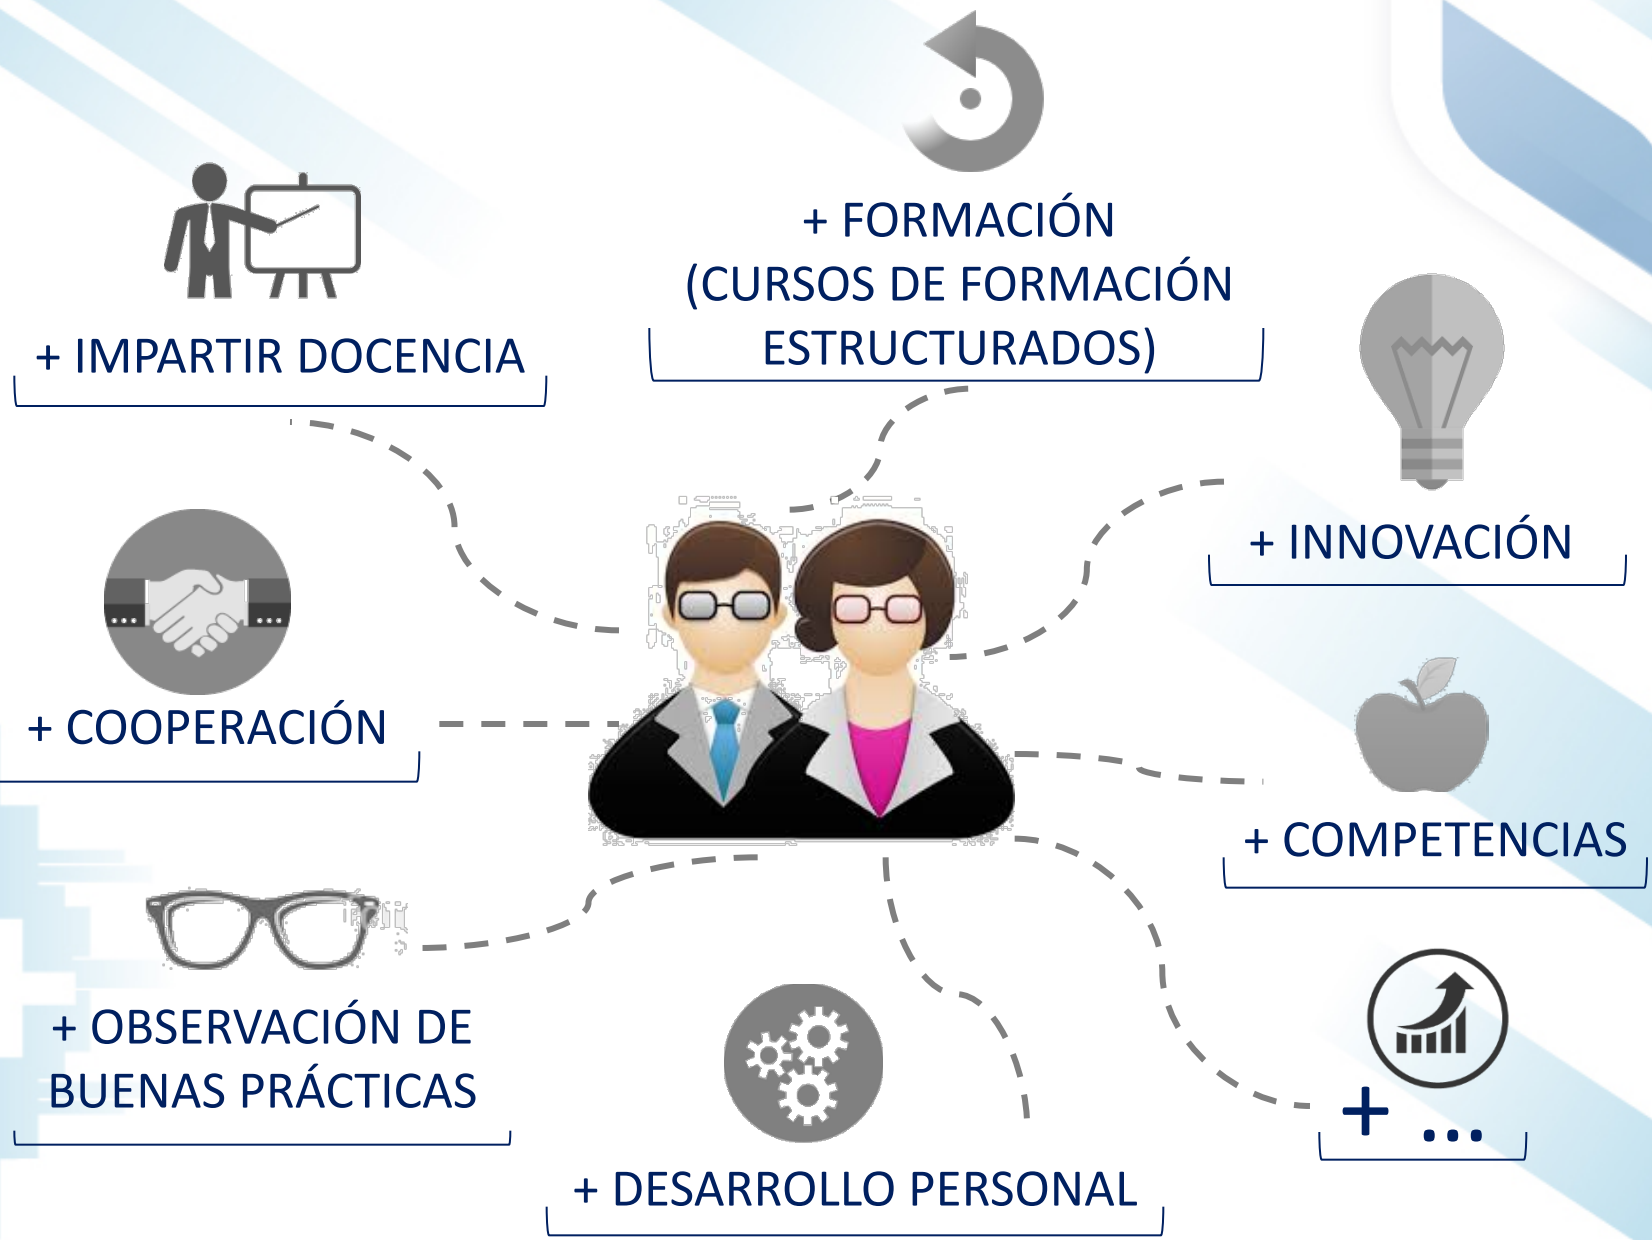 + IMPARTIR DOCENCIA
+ FORMACIÓN
(CURSOS DE FORMACIÓN
ESTRUCTURADOS)
+ INNOVACIÓN
+ COOPERACIÓN
+ COMPETENCIAS
+ OBSERVACIÓN DE
BUENAS PRÁCTICAS
+ ...
+ DESARROLLO PERSONAL